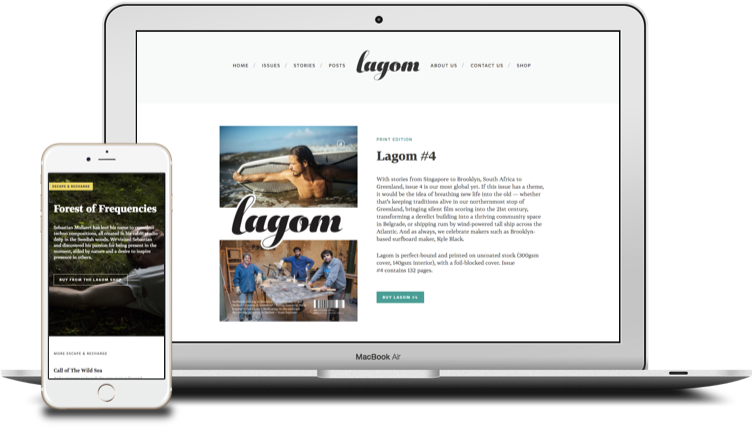 HOME / ISSUES / STORIES / POSTS lagom ABOUT US / CONTACT US / SHOP
PRINT EDITION
Lagom #4
With stories from Singapore to Brooklyn, South Africa to
Greenland, issue 4 is our most global yet. If this issue has a theme,
it would be the idea of breathing new life into the old — whether
that's keeping traditions alive in our northernmost stop of
Greenland, bringing silent film scoring into the 21st century,
transforming a derelict building into a thriving community space
in Belgrade, or shipping rum by wind-powered tall ship across the
Atlantic. And as always, we celebrate makers such as Brooklyn-
based surfboard maker, Kyle Black.
Lagom is perfect-bound and printed on uncoated stock (300gsm
cover, 140gsm interior), with a foil-blocked cover. Issue
#4 contains 132 pages.
BUY LAGOM #4
lagom
MacBook Air
ESCAPE & RECHARGE
Forest of Frequencies
Sebastian Mullaert has lent his name to
various compositions, all created in his
in the Swedish woods. We visited Sebastian
and discovered his passion for being present in the
moment, aided by nature and a desire to inspire
presence in others.
BUY FROM THE LAGOM SHOP
MORE ESCAPE & RECHARGE
Call of The Wild Sea